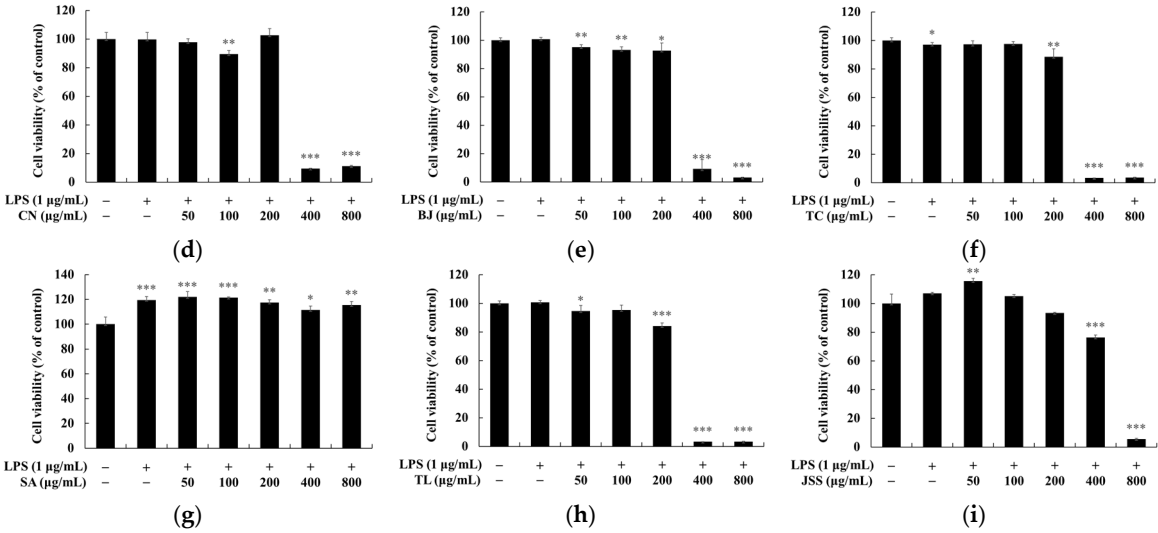 120 120 120
** ** ** * * **
100 100 100
80 80 80
60 60 60
40 40 40
20 *** *** 20 *** *** 20 *** ***
0 0 0
Cell viability (% of control) Cell viability (% of control) Cell viability (% of control)
LPS (1 μg/mL) – + + + + + + LPS (1 μg/mL) – + + + + + + LPS (1 μg/mL) – + + + + + +
CN (μg/mL) – – 50 100 200 400 800 BJ (μg/mL) – – 50 100 200 400 800 TC (μg/mL) – – 50 100 200 400 800
(d) (e) (f)
140 120 120
*** *** *** ** * ** * *** ** *** ***
120 100 100
100 80 80
80 60 60
60 40 40
40 20 *** *** 20
20 0 0
0
Cell viability (% of control) Cell viability (% of control) Cell viability (% of control)
LPS (1 μg/mL) – + + + + + + LPS (1 μg/mL) – + + + + + + LPS (1 μg/mL) – + + + + + +
SA (μg/mL) – – 50 100 200 400 800 TL (μg/mL) – – 50 100 200 400 800 JSS (μg/mL) – – 50 100 200 400 800
(g) (h) (i)